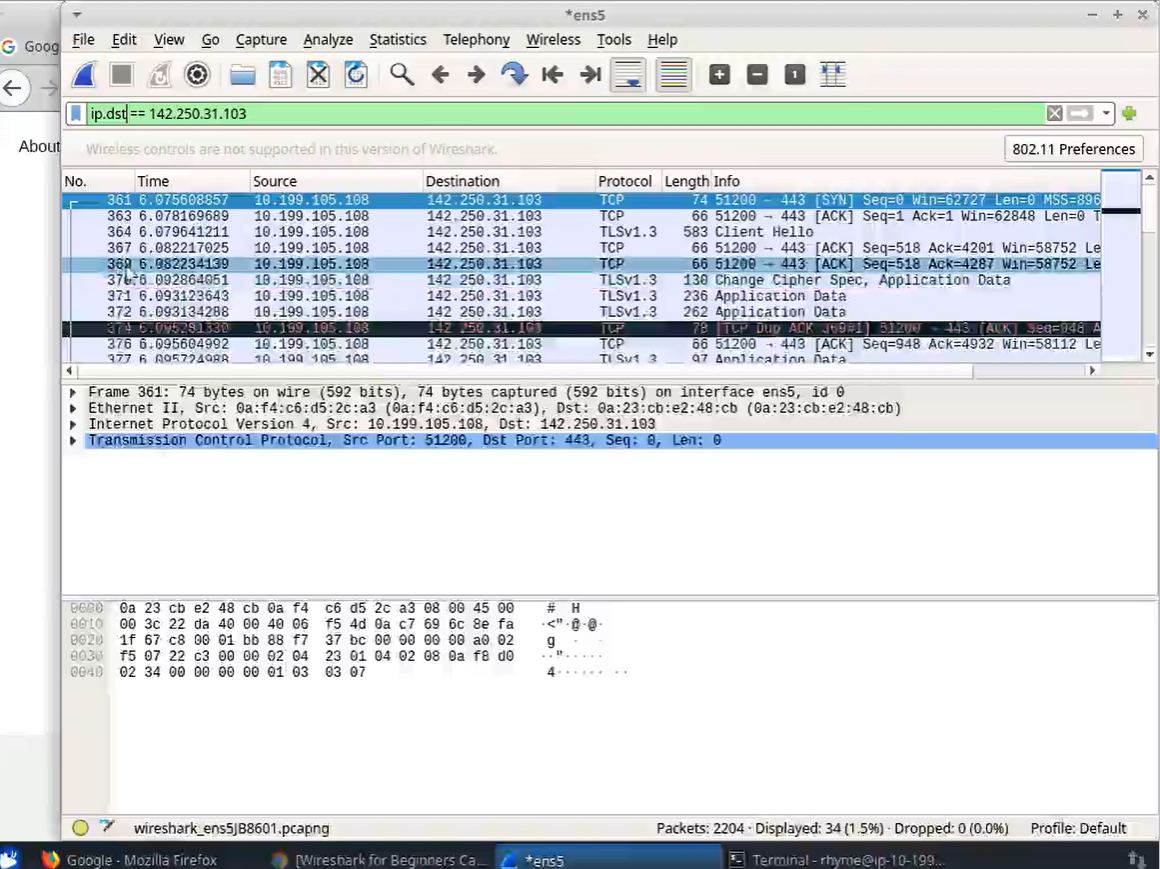 *ens5
Goog
File Edit View Go Capture Analyze Statistics Telephony Wireless Tools Help
ip.dst == 142.250.31.103
About
Wireless controls are not supported in this version of Wireshark.
802.11 Preferences
No. Time Source Destination Protocol Length Info
361 6.075608857 10.199.105.108 142.250.31.103 TCP 74 51200 → 443 [SYN] Seq=0 Win=62727 Len=0 MSS=896
363 6.078169689 10.199.105.108 142.250.31.103 TCP 66 51200 → 443 [ACK] Seq=1 Ack=1 Win=62848 Len=0 T
364 6.079641211 10.199.105.108 142.250.31.103 TLSv1.3 583 Client Hello
367 6.082217025 10.199.105.108 142.250.31.103 TCP 66 51200 → 443 [ACK] Seq=518 Ack=4201 Win=58752 Le
369 6.082234139 10.199.105.108 142.250.31.103 TCP 66 51200 → 443 [ACK] Seq=518 Ack=4287 Win=58752 Le
370 6.092864051 10.199.105.108 142.250.31.103 TLSv1.3 130 Change Cipher Spec, Application Data
371 6.093123643 10.199.105.108 142.250.31.103 TLSv1.3 236 Application Data
372 6.093134288 10.199.105.108 142.250.31.103 TLSv1.3 262 Application Data
374 6.095281330 10.199.105.108 142.250.31.103 TCP 78 [TCP Dup ACK 369#1] 51200 → 443 [ACK] Seq=948 A
376 6.095604992 10.199.105.108 142.250.31.103 TCP 66 51200 → 443 [ACK] Seq=948 Ack=4932 Win=58112 Le
377 6.095724988 10.199.105.108 142.250.31.103 TLSv1.3 97 Application Data
Frame 361: 74 bytes on wire (592 bits), 74 bytes captured (592 bits) on interface ens5, id 0
Ethernet II, Src: 0a:f4:c6:d5:2c:a3 (0a:f4:c6:d5:2c:a3), Dst: 0a:23:cb:e2:48:cb (0a:23:cb:e2:48:cb)
Internet Protocol Version 4, Src: 10.199.105.108, Dst: 142.250.31.103
Transmission Control Protocol, Src Port: 51200, Dst Port: 443, Seq: 0, Len: 0
0000 0a 23 cb e2 48 cb 0a f4 c6 d5 2c a3 08 00 45 00 # H
0010 00 3c 22 da 40 00 40 06 f5 4d 0a c7 69 6c 8e fa ·<" @ @·
0020 1f 67 c8 00 01 bb 88 f7 37 bc 00 00 00 00 a0 02 g
0030 f5 07 22 c3 00 00 02 04 23 01 04 02 08 0a f8 d0 ··"·····
0040 02 34 00 00 00 00 01 03 03 07 4······ ··
wireshark_ens5JB8601.pcapng
Packets: 2204 · Displayed: 34 (1.5%) · Dropped: 0 (0.0%)
Profile: Default
Google - Mozilla Firefox
[Wireshark for Beginners Ca...
*ens5
Terminal - rhyme@ip-10-199...